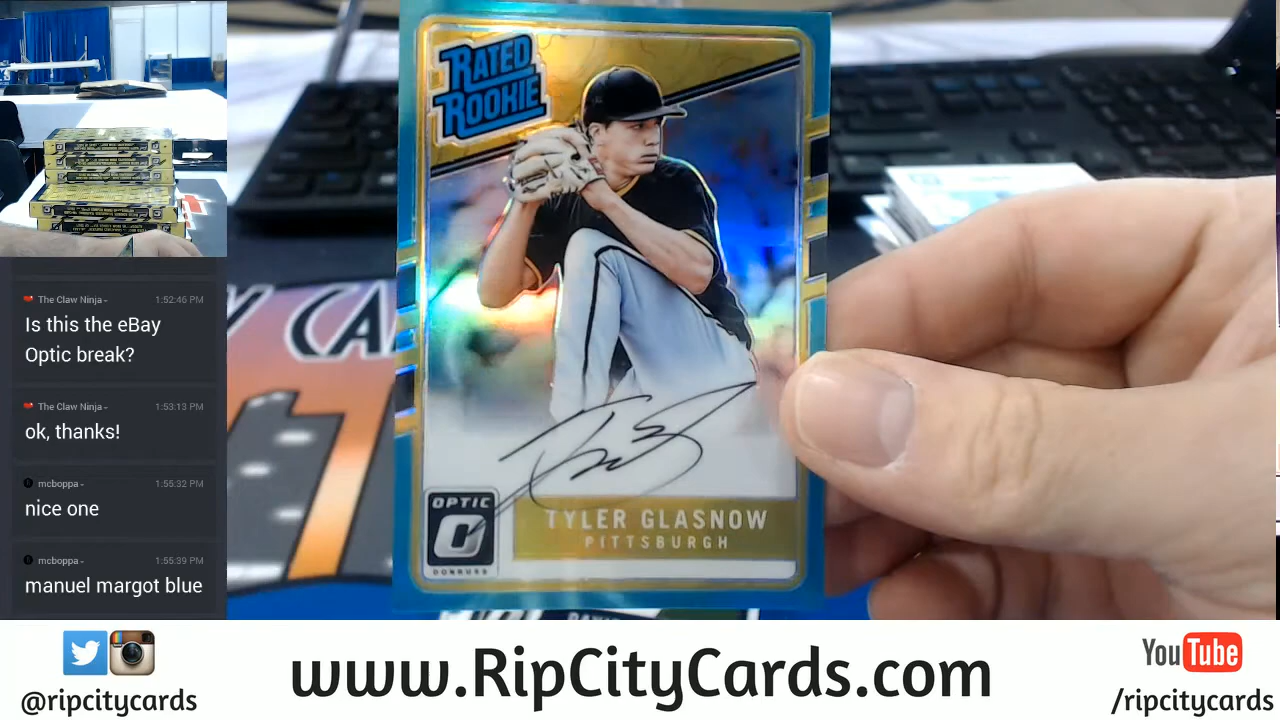 The Claw Ninja
1:52:46 PM
Is this the eBay
Optic break?
The Claw Ninja
1:53:13 PM
ok, thanks!
mcboppa
1:55:32 PM
nice one
mcboppa
1:55:39 PM
manuel margot blue
RATED
ROOKIE
OPTIC
DONRUSS
TYLER GLASNOW
PITTSBURGH
@ripcitycards
www.RipCityCards.com
YouTube
/ripcitycards